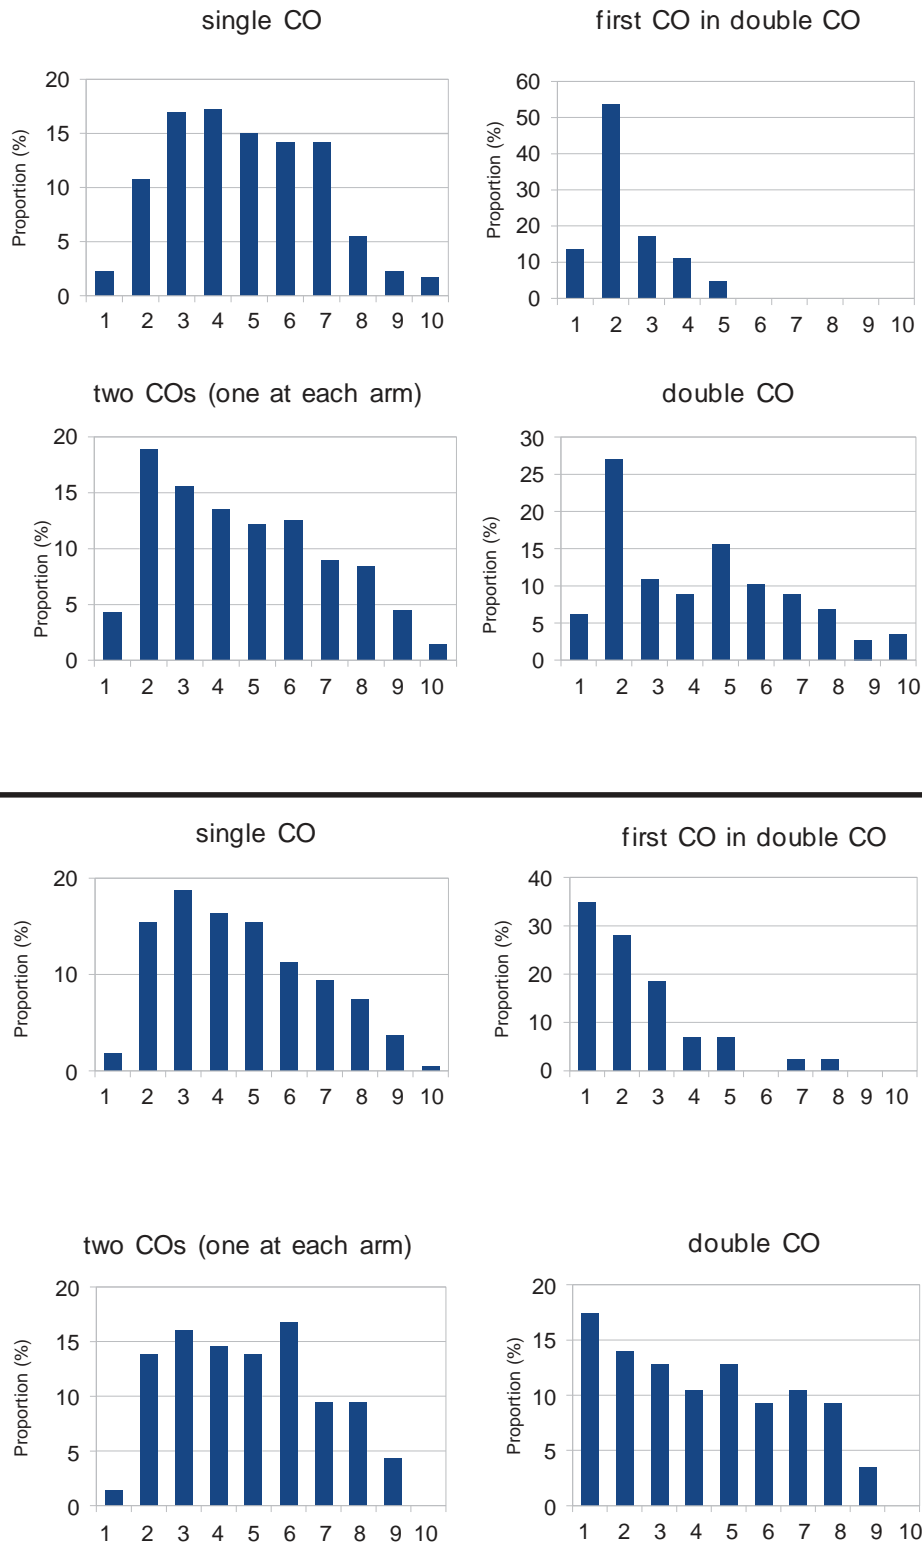 single CO
first CO in double CO
Proportion (%)
20
15
10
5
0
1 2 3 4 5 6 7 8 9 10
Proportion (%)
60
50
40
30
20
10
0
1 2 3 4 5 6 7 8 9 10
two COs (one at each arm)
double CO
Proportion (%)
20
15
10
5
0
1 2 3 4 5 6 7 8 9 10
Proportion (%)
30
25
20
15
10
5
0
1 2 3 4 5 6 7 8 9 10
single CO
first CO in double CO
Proportion (%)
20
10
0
1 2 3 4 5 6 7 8 9 10
Proportion (%)
40
30
20
10
0
1 2 3 4 5 6 7 8 9 10
two COs (one at each arm)
double CO
Proportion (%)
20
15
10
5
0
1 2 3 4 5 6 7 8 9 10
Proportion (%)
20
15
10
5
0
1 2 3 4 5 6 7 8 9 10